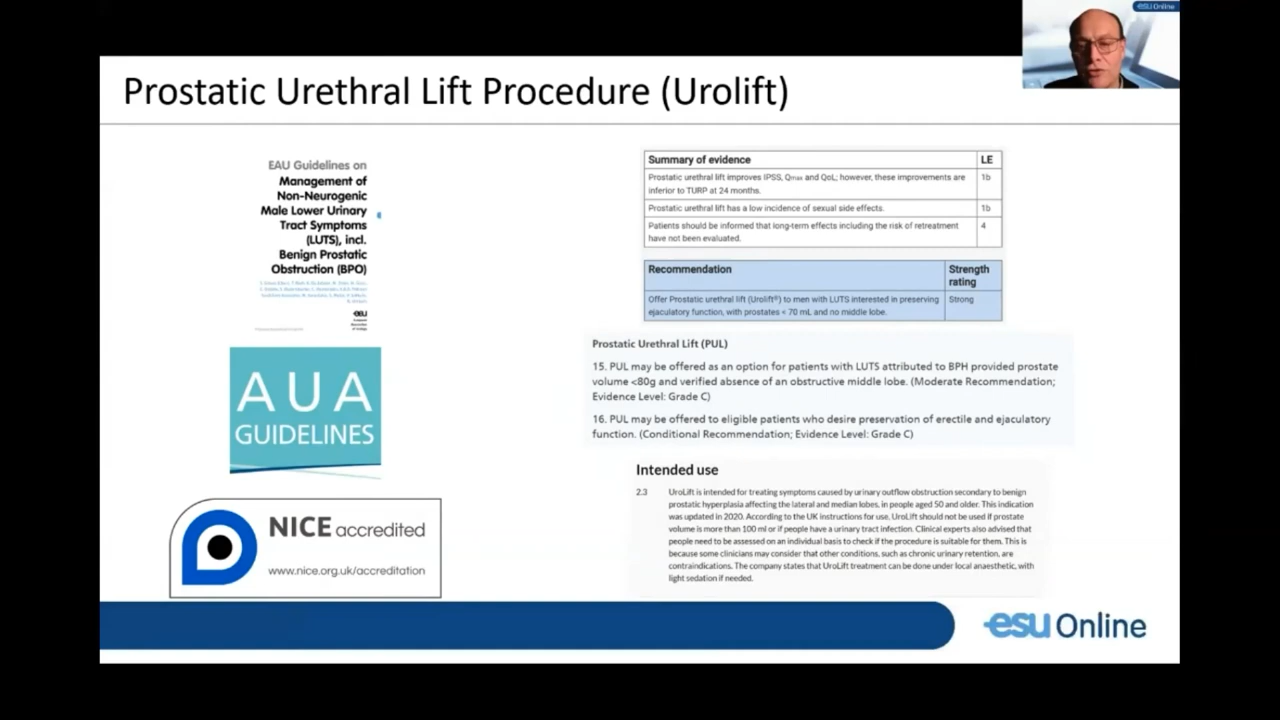 esu Online
Prostatic Urethral Lift Procedure (Urolift)
EAU Guidelines on
Management of
Non-Neurogenic
Male Lower Urinary
Tract Symptoms
(LUTS), incl.
Benign Prostatic
Obstruction (BPO)
eau
AUA
GUIDELINES
NICE accredited
www.nice.org.uk/accreditation
Summary of evidence LE
Prostatic urethral lift improves IPSS, Qmax and QoL; however, these improvements are 1b
inferior to TURP at 24 months.
Prostatic urethral lift has a low incidence of sexual side effects. 1b
Patients should be informed that long-term effects including the risk of retreatment 4
have not been evaluated.
Recommendation Strength
rating
Offer Prostatic urethral lift (Urolift®) to men with LUTS interested in preserving Strong
ejaculatory function, with prostates < 70 mL and no middle lobe.
Prostatic Urethral Lift (PUL)
15. PUL may be offered as an option for patients with LUTS attributed to BPH provided prostate
volume <80g and verified absence of an obstructive middle lobe. (Moderate Recommendation;
Evidence Level: Grade C)
16. PUL may be offered to eligible patients who desire preservation of erectile and ejaculatory
function. (Conditional Recommendation; Evidence Level: Grade C)
Intended use
2.3 UroLift is intended for treating symptoms caused by urinary outflow obstruction secondary to benign
prostatic hyperplasia affecting the lateral and median lobes, in people aged 50 and older. This indication
was updated in 2020. According to the UK instructions for use, UroLift should not be used if prostate
volume is more than 100 ml or if people have a urinary tract infection. Clinical experts also advised that
people need to be assessed on an individual basis to check if the procedure is suitable for them. This is
because some clinicians may consider that other conditions, such as chronic urinary retention, are
contraindications. The company states that UroLift treatment can be done under local anaesthetic, with
light sedation if needed.
esu Online